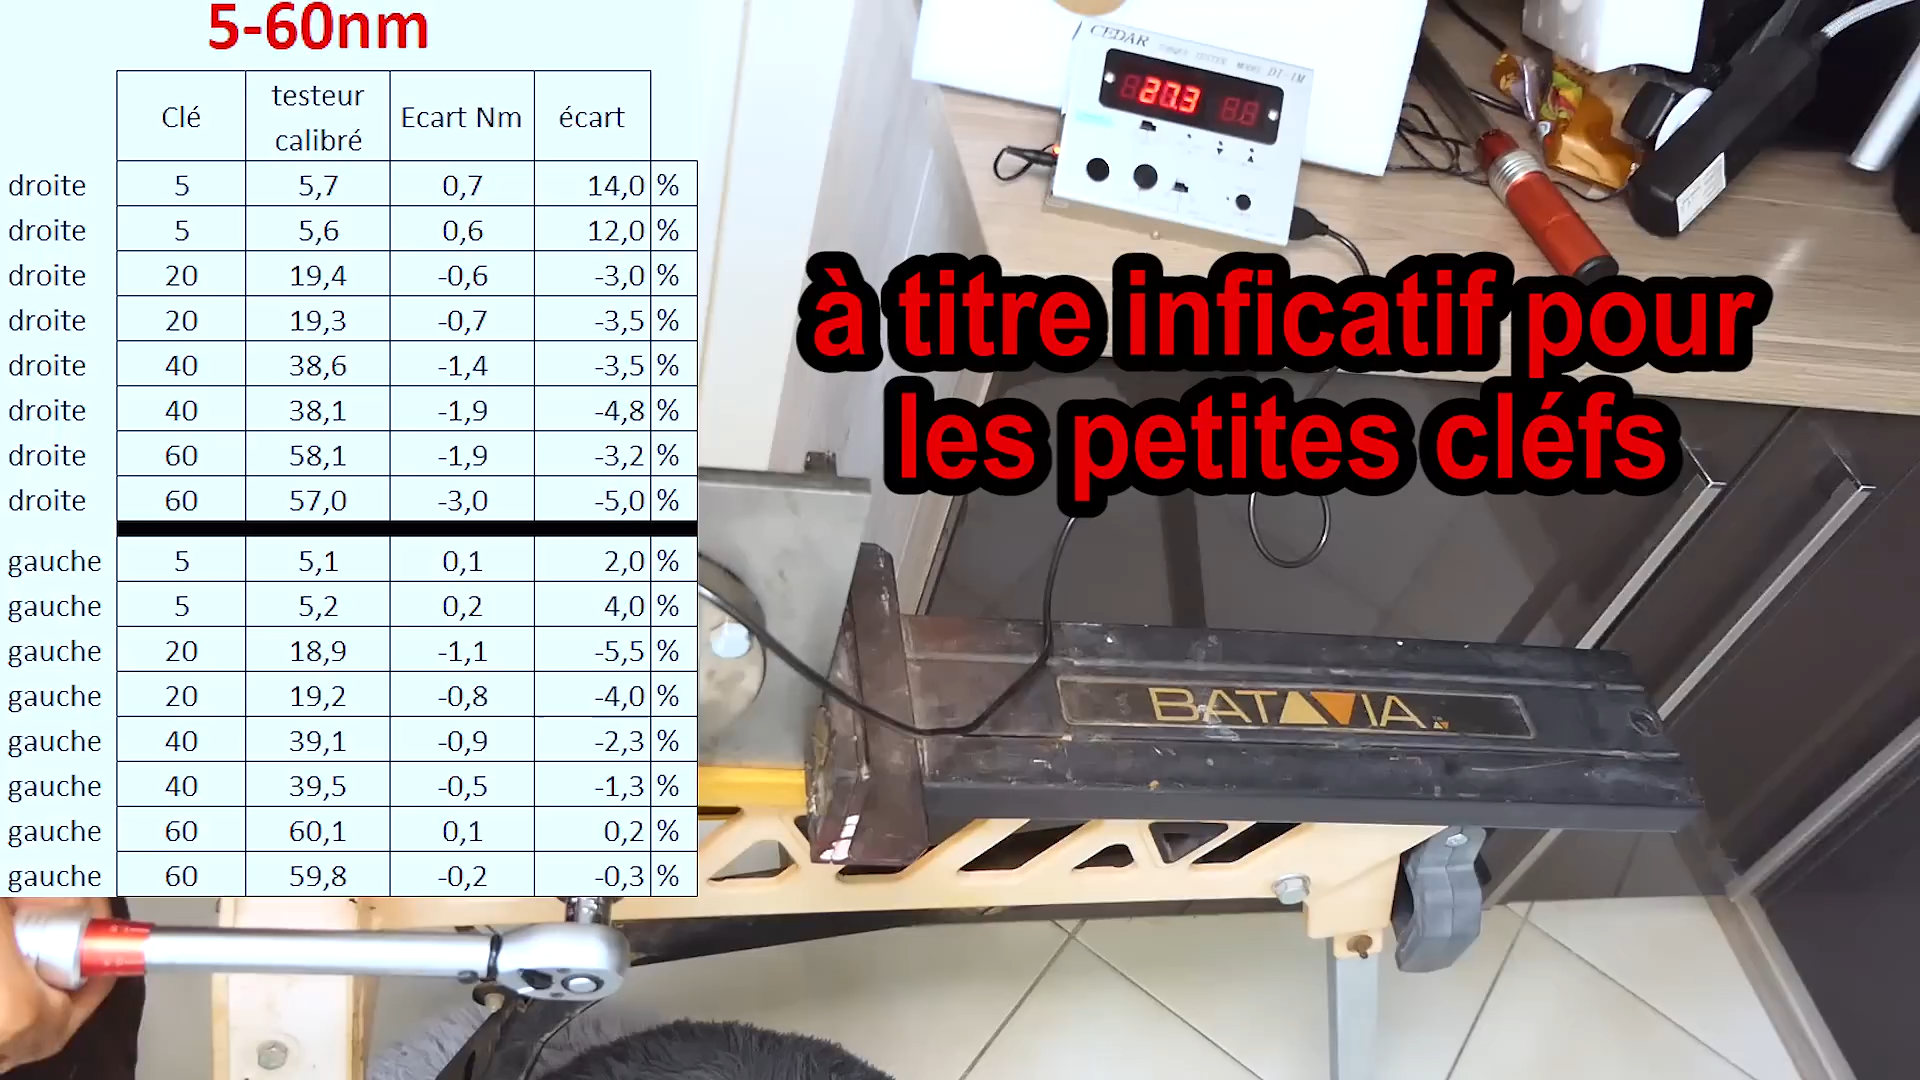 5-60nm
Clé testeur calibré Ecart Nm écart
droite 5 5,7 0,7 14,0 %
droite 5 5,6 0,6 12,0 %
droite 20 19,4 -0,6 -3,0 %
droite 20 19,3 -0,7 -3,5 %
droite 40 38,6 -1,4 -3,5 %
droite 40 38,1 -1,9 -4,8 %
droite 60 58,1 -1,9 -3,2 %
droite 60 57,0 -3,0 -5,0 %
gauche 5 5,1 0,1 2,0 %
gauche 5 5,2 0,2 4,0 %
gauche 20 18,9 -1,1 -5,5 %
gauche 20 19,2 -0,8 -4,0 %
gauche 40 39,1 -0,9 -2,3 %
gauche 40 39,5 -0,5 -1,3 %
gauche 60 60,1 0,1 0,2 %
gauche 60 59,8 -0,2 -0,3 %
CEDAR TESTER MODEL DI-1M
27.3
à titre inficatif pour
les petites cléfs
BATAVIA